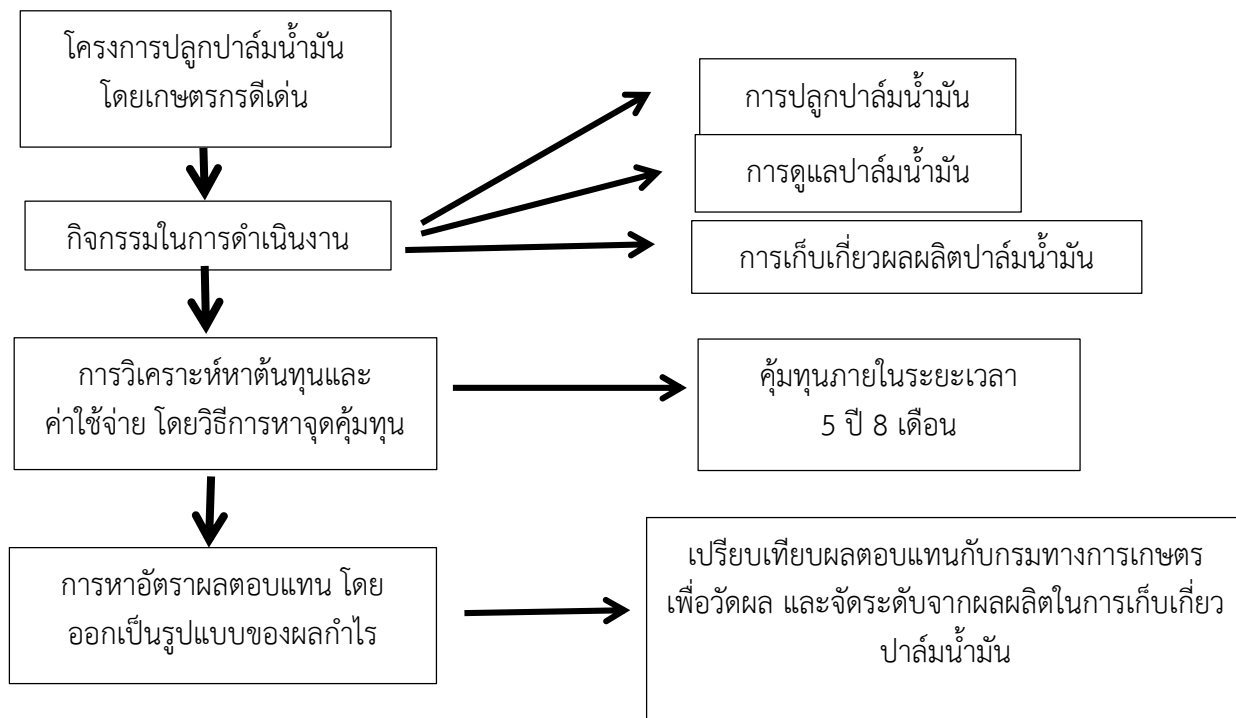 โครงการปลูกปาล์มน้ำมัน
โดยเกษตรกรดีเด่น
การปลูกปาล์มน้ำมัน
การดูแลปาล์มน้ำมัน
กิจกรรมในการดำเนินงาน
การเก็บเกี่ยวผลผลิตปาล์มน้ำมัน
การวิเคราะห์หาต้นทุนและ
ค่าใช้จ่าย โดยวิธีการหาจุดคุ้มทุน
คุ้มทุนภายในระยะเวลา
5 ปี 8 เดือน
การหาอัตราผลตอบแทน โดย
ออกเป็นรูปแบบของผลกำไร
เปรียบเทียบผลตอบแทนกับกรมทางการเกษตร
เพื่อวัดผล และจัดระดับจากผลผลิตในการเก็บเกี่ยว
ปาล์มน้ำมัน